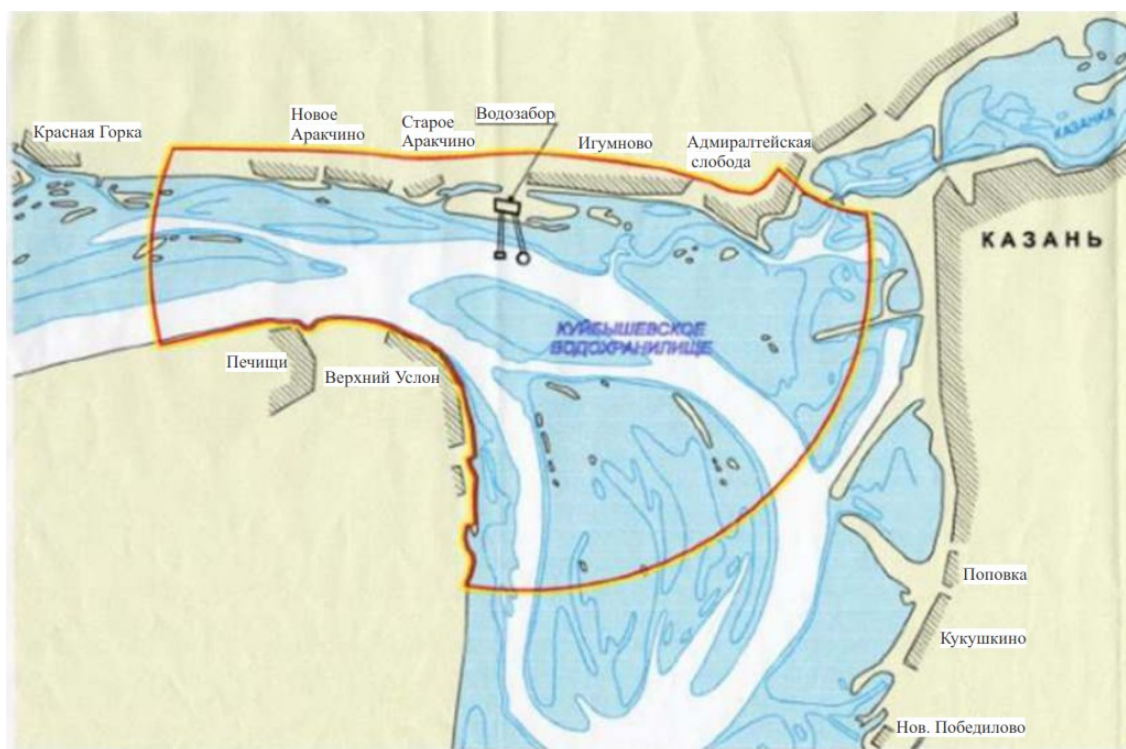 Красная Горка
Новое
Аракчино
Старое
Аракчино
Водозабор
Игумново
Адмиралтейская
слобода
КАЗАНКА
КАЗАНЬ
КУЙБЫШЕВСКОЕ
ВОДОХРАНИЛИЩЕ
Печищи
Верхний Услон
Поповка
Кукушкино
Нов. Победилово